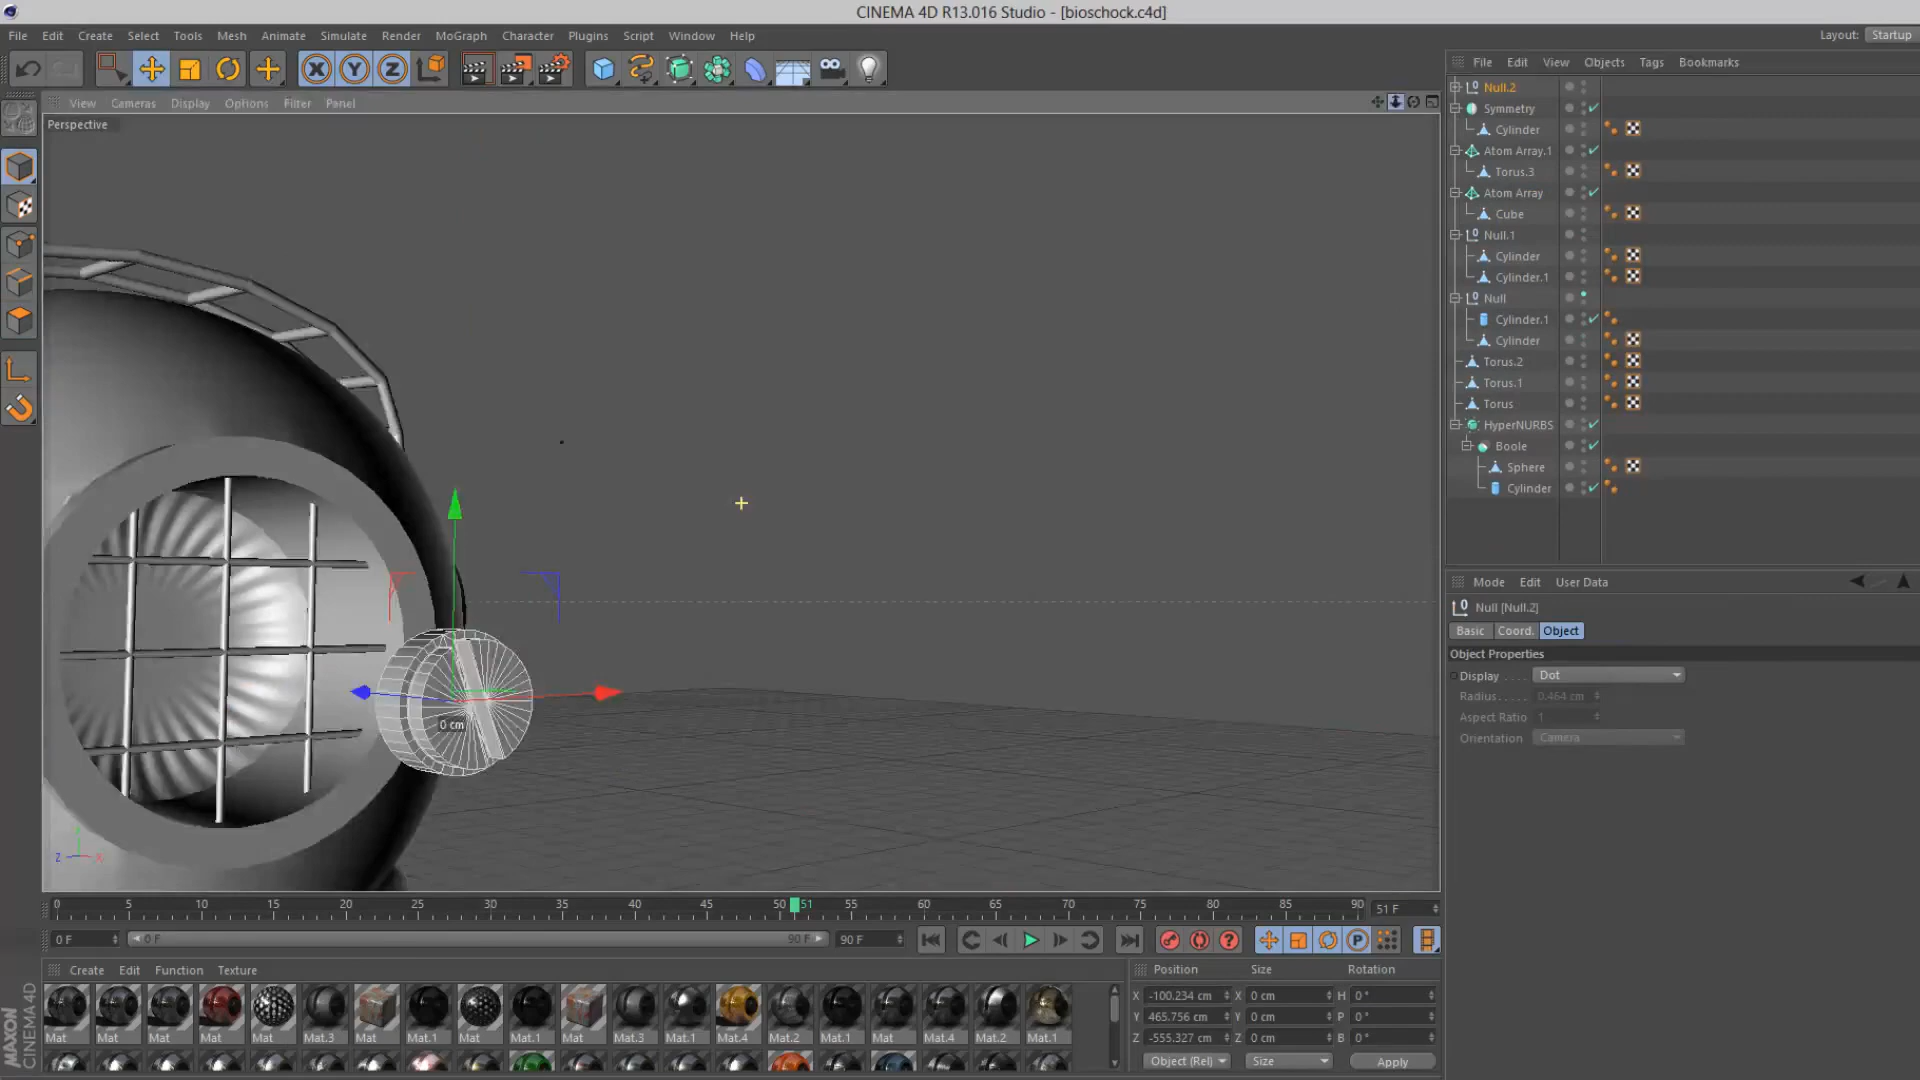 CINEMA 4D R13.016 Studio - [bioschock.c4d]
File Edit Create Select Tools Mesh Animate Simulate Render MoGraph Character Plugins Script Window Help
Layout: Startup
X Y Z
File Edit View Objects Tags Bookmarks
View Cameras Display Options Filter Panel
Perspective
Null.2
Symmetry
Cylinder
Atom Array.1
Torus.3
Atom Array
Cube
Null.1
Cylinder
Cylinder.1
Null
Cylinder.1
Cylinder
Torus.2
Torus.1
Torus
HyperNURBS
Boole
Sphere
Cylinder
Mode Edit User Data
Null [Null.2]
Basic Coord. Object
Object Properties
Display Dot
Radius 0.464 cm
Aspect Ratio 1
Orientation Camera
0 cm
Z X
0 5 10 15 20 25 30 35 40 45 50 51 55 60 65 70 75 80 85 90 51 F
0 F 0 F 90 F 90 F
P
Create Edit Function Texture
Mat Mat Mat Mat Mat Mat.3 Mat Mat.1 Mat Mat.1 Mat Mat.3 Mat.1 Mat.4 Mat.2 Mat.1 Mat Mat.4 Mat.2 Mat.1
Position Size Rotation
X -100.234 cm X 0 cm H 0°
Y 465.756 cm Y 0 cm P 0°
Z -555.327 cm Z 0 cm B 0°
Object (Rel) Size Apply
MAXON
CINEMA 4D